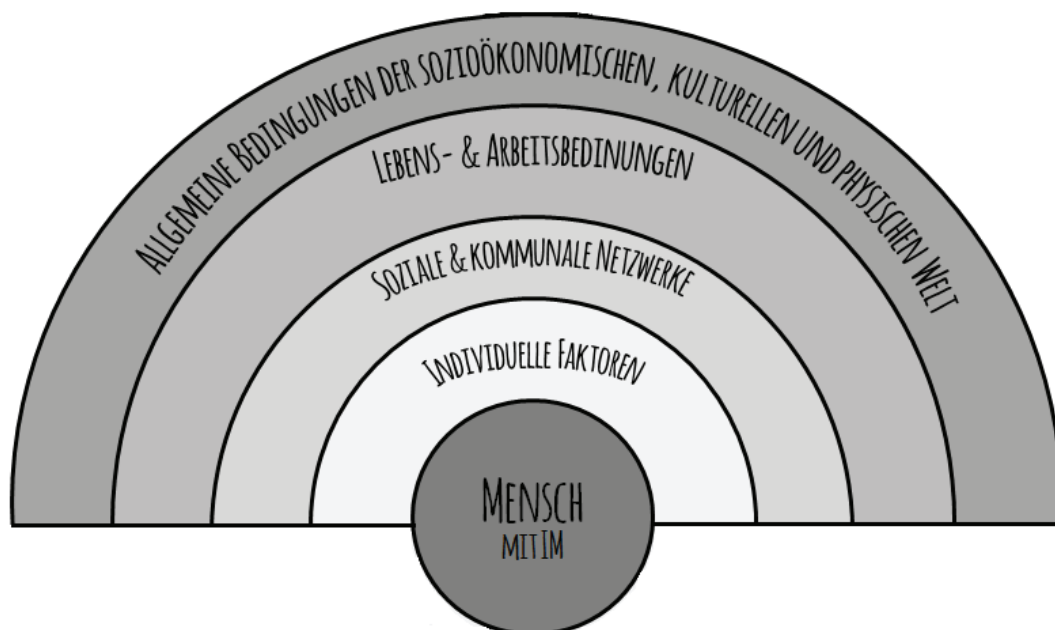 Allgemeine Bedingungen der sozioökonomischen, kulturellen und physischen Welt
Lebens- & Arbeitsbedinungen
Soziale & kommunale Netzwerke
Individuelle Faktoren
Mensch
mit IM